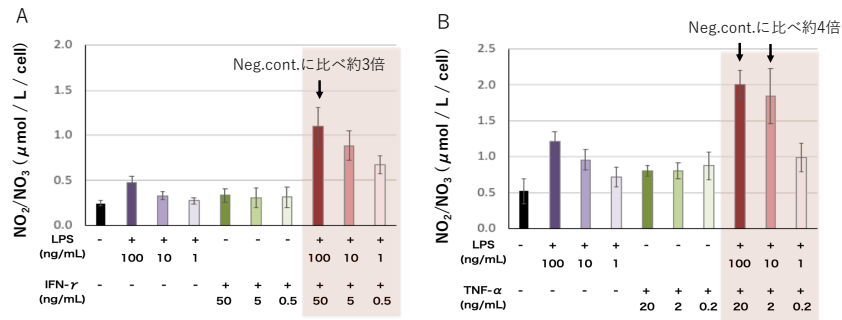 A
Neg.cont.に比べ約3倍
NO2/NO3 ( μmol / L / cell)
2.0
1.5
1.0
0.5
0.0
LPS (ng/mL)
- + + + - - - + + +
100 10 1 100 10 1
IFN-γ (ng/mL)
- - - - + + + + + +
50 5 0.5 50 5 0.5
B
Neg.cont.に比べ約4倍
NO2/NO3 ( μmol / L / cell)
2.5
2.0
1.5
1.0
0.5
0.0
LPS (ng/mL)
- + + + - - - + + +
100 10 1 100 10 1
TNF-α (ng/mL)
- - - - + + + + + +
20 2 0.2 20 2 0.2